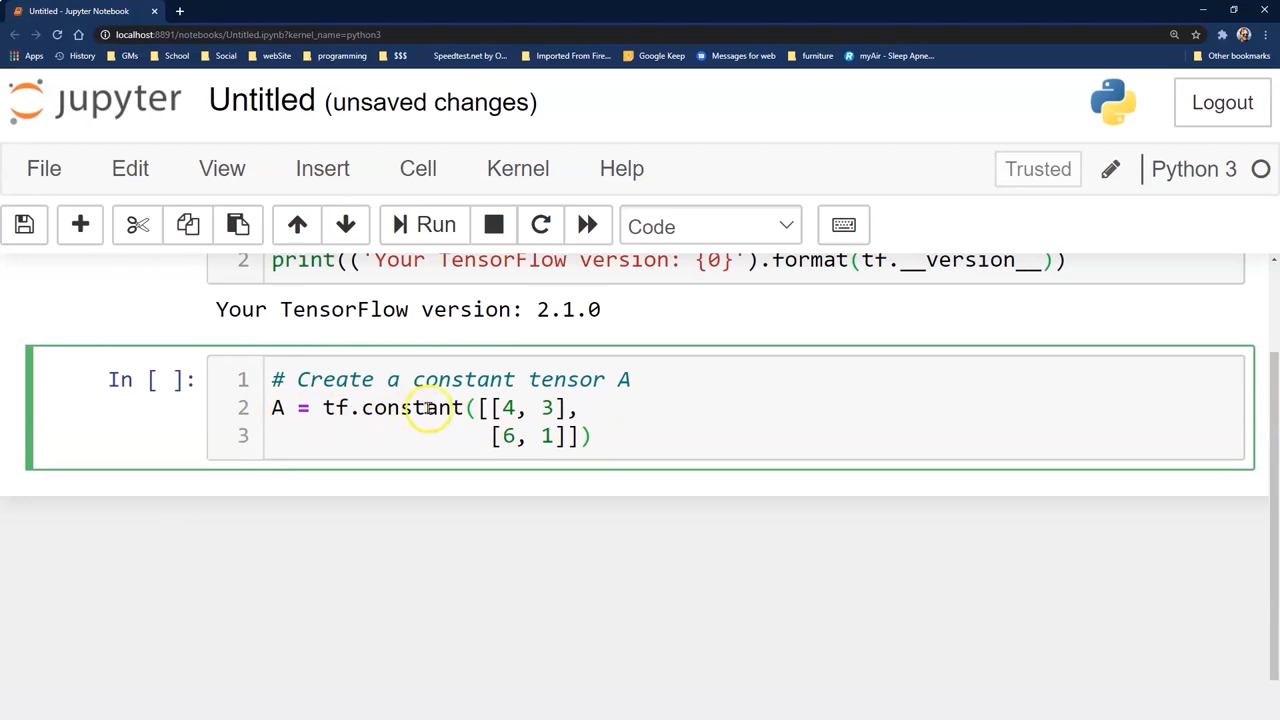 Untitled - Jupyter Notebook
localhost:8891/notebooks/Untitled.ipynb?kernel_name=python3
Apps History GMs School Social webSite programming $$$ Speedtest.net by O... Imported From Fire... Google Keep Messages for web furniture myAir - Sleep Apne... Other bookmarks
jupyter Untitled (unsaved changes) Logout
File Edit View Insert Cell Kernel Help Trusted Python 3
Run Code
2 print(('Your TensorFlow version: {0}').format(tf.__version__))
Your TensorFlow version: 2.1.0
In [ ]: 1 # Create a constant tensor A
2 A = tf.constant([[4, 3],
3 [6, 1]])